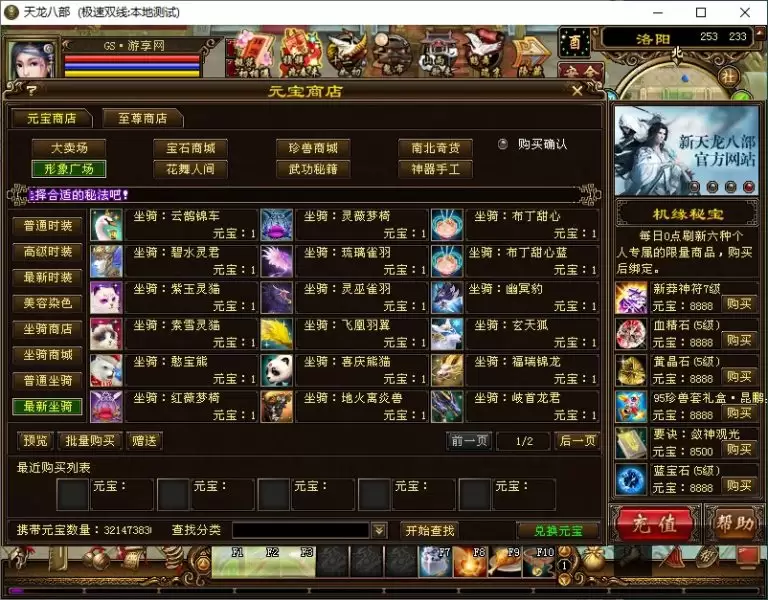 天龙八部 (极速双线:本地测试)
GS·游享网
洛阳 253 233
北
社
安全
元宝商店
元宝商店 至尊商店
大卖场 宝石商城 珍兽商城 南北奇货 购买确认
形象广场 花舞人间 武功秘籍 神器手工
择合适的秘法吧!
普通时装
高级时装
最新时装
美容染色
坐骑商店
坐骑商城
普通坐骑
最新坐骑
坐骑：云鹊锦车 坐骑：灵薇梦椅 坐骑：布丁甜心
元宝：1 元宝：1 元宝：1
坐骑：碧水灵君 坐骑：琉璃雀羽 坐骑：布丁甜心蓝
元宝：1 元宝：1 元宝：1
坐骑：紫玉灵猫 坐骑：灵巫雀羽 坐骑：幽冥豹
元宝：1 元宝：1 元宝：1
坐骑：素雪灵猫 坐骑：飞凰羽翼 坐骑：玄天狐
元宝：1 元宝：1 元宝：1
坐骑：憨宝熊 坐骑：喜庆熊猫 坐骑：福瑞锦龙
元宝：1 元宝：1 元宝：1
坐骑：红薇梦椅 坐骑：地火离炎兽 坐骑：岐首龙君
元宝：1 元宝：1 元宝：1
预览 批量购买 赠送 前一页 1/2 后一页
最近购买列表
元宝： 元宝： 元宝： 元宝： 元宝：
携带元宝数量：32147383 查找分类 开始查找 兑换元宝
新天龙八部
官方网站
机缘秘宝
每日0点刷新六种个
人专属的限量商品，购买
后绑定。
新莽神符7级
元宝：8888 购买
血精石(5级)
元宝：8888 购买
黄晶石(5级)
元宝：8888 购买
95珍兽套礼盒·昆鹏
元宝：8888 购买
要诀：敛神观光
元宝：8500 购买
蓝宝石(5级)
元宝：8888 购买
充值 帮助
F1 F2 F3 F7 F8 F9 F10
1